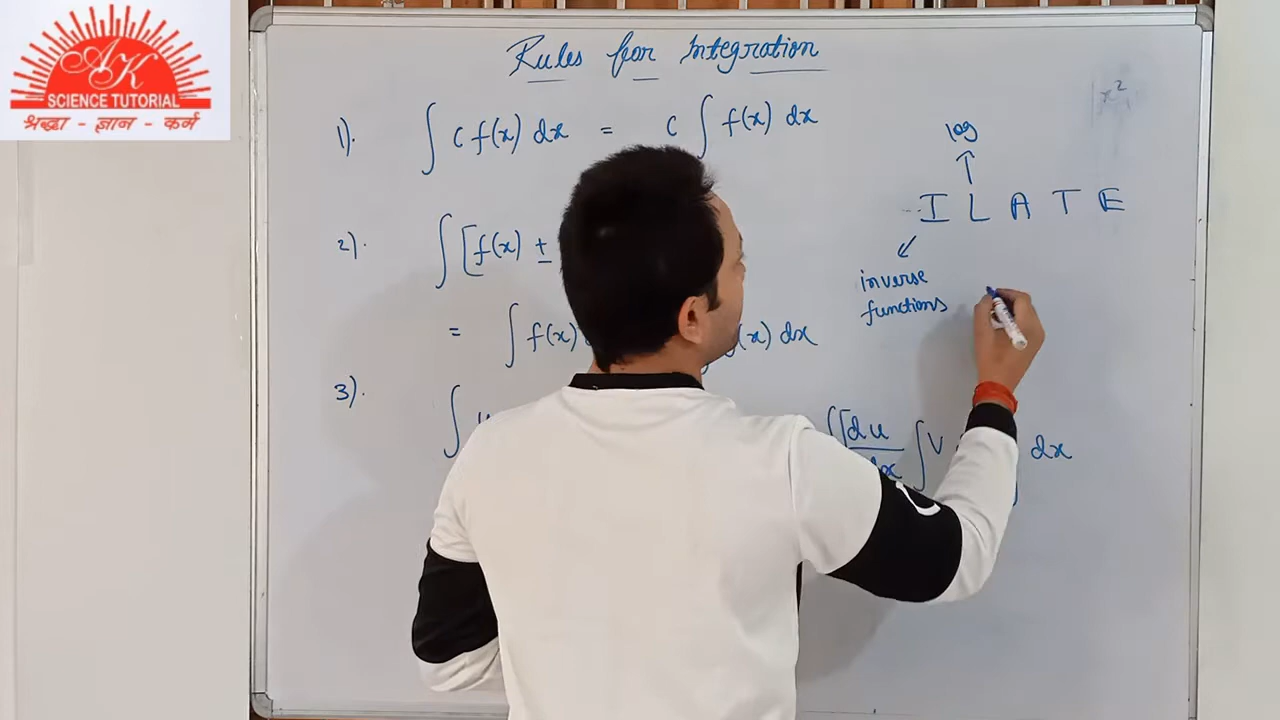 AK
SCIENCE TUTORIAL
श्रद्धा - ज्ञान - कर्म
Rules for Integration
1). ∫ c f(x) dx = c ∫ f(x) dx
2). ∫ [f(x) ±
= ∫ f(x) (x) dx
3). ∫ u ∫ [du/dx ∫ v dx
x²
log
↑
I L A T E
↙
inverse
functions